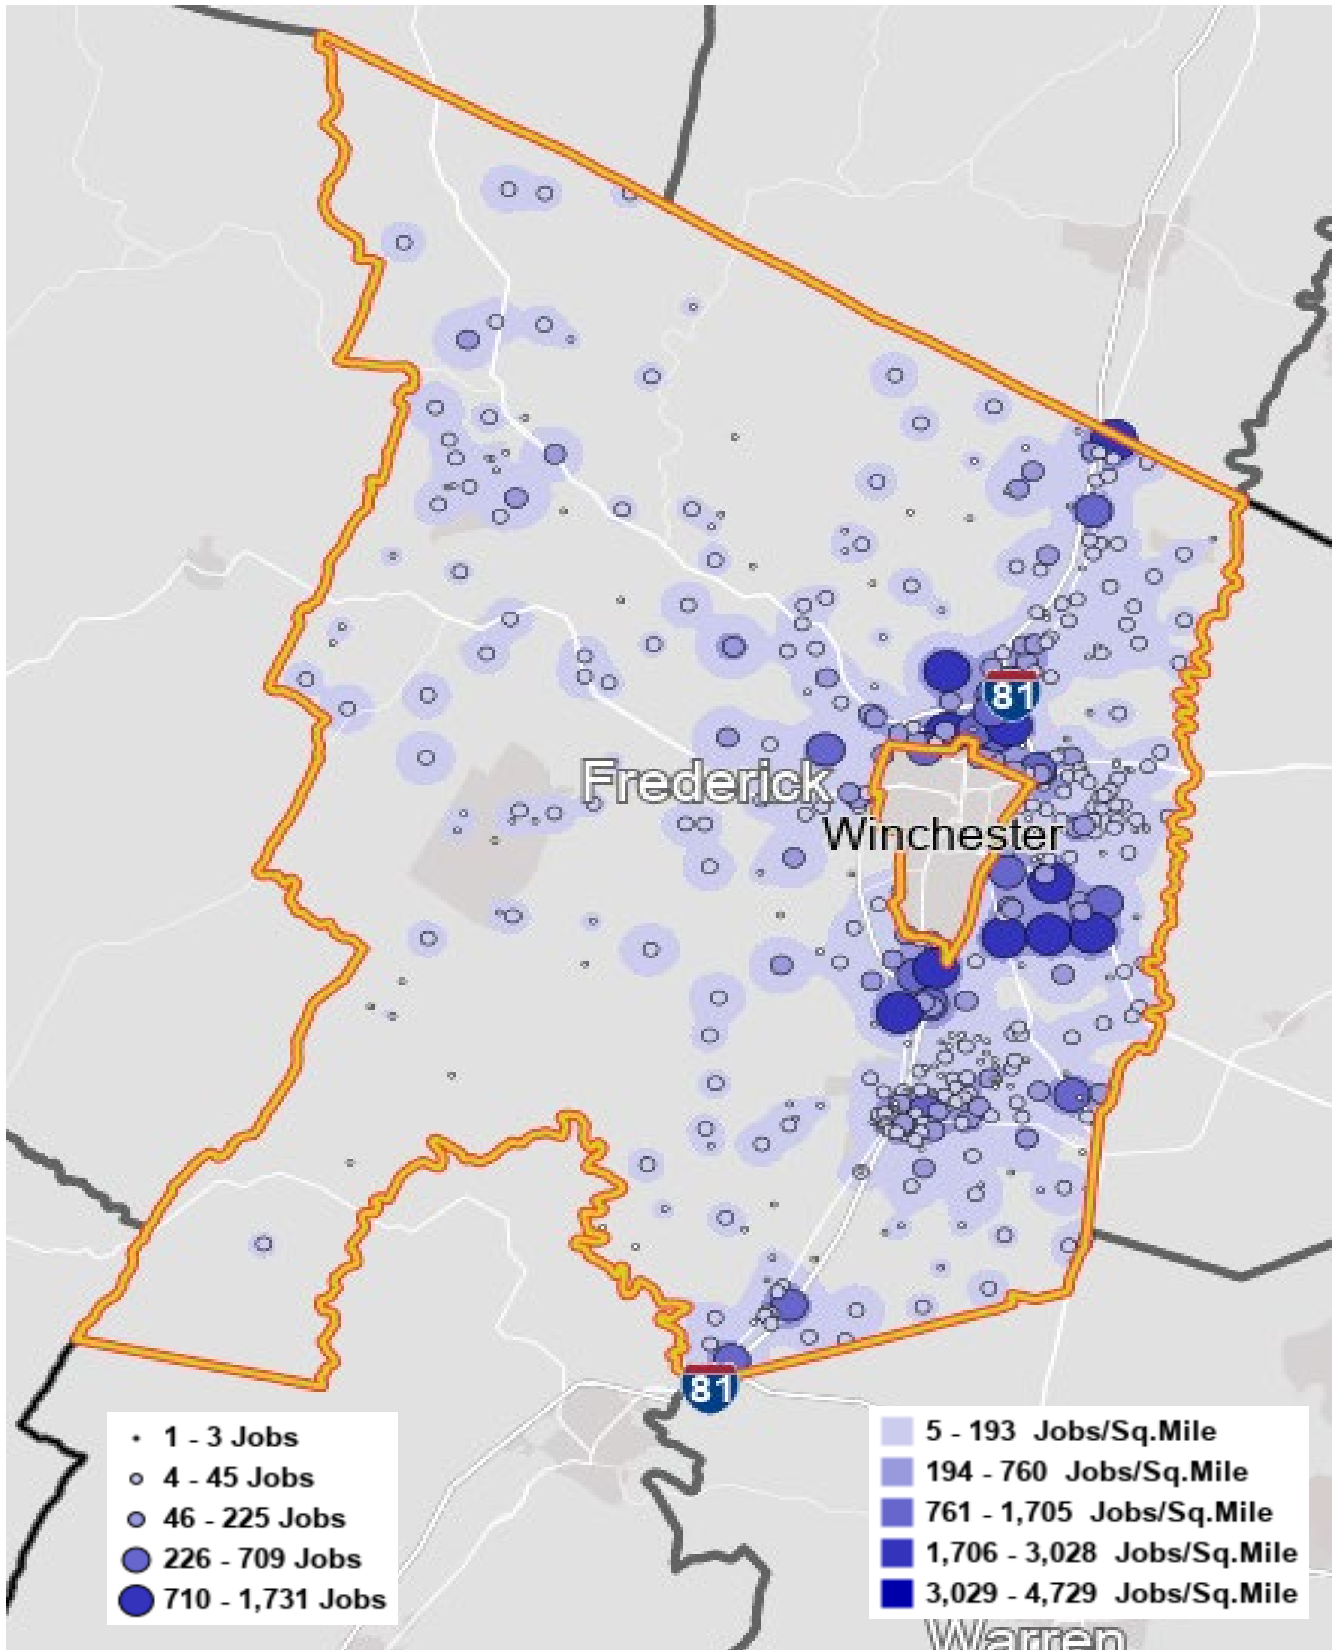 81
Frederick
Winchester
81
1 - 3 Jobs
4 - 45 Jobs
46 - 225 Jobs
226 - 709 Jobs
710 - 1,731 Jobs
5 - 193 Jobs/Sq.Mile
194 - 760 Jobs/Sq.Mile
761 - 1,705 Jobs/Sq.Mile
1,706 - 3,028 Jobs/Sq.Mile
3,029 - 4,729 Jobs/Sq.Mile
Warren